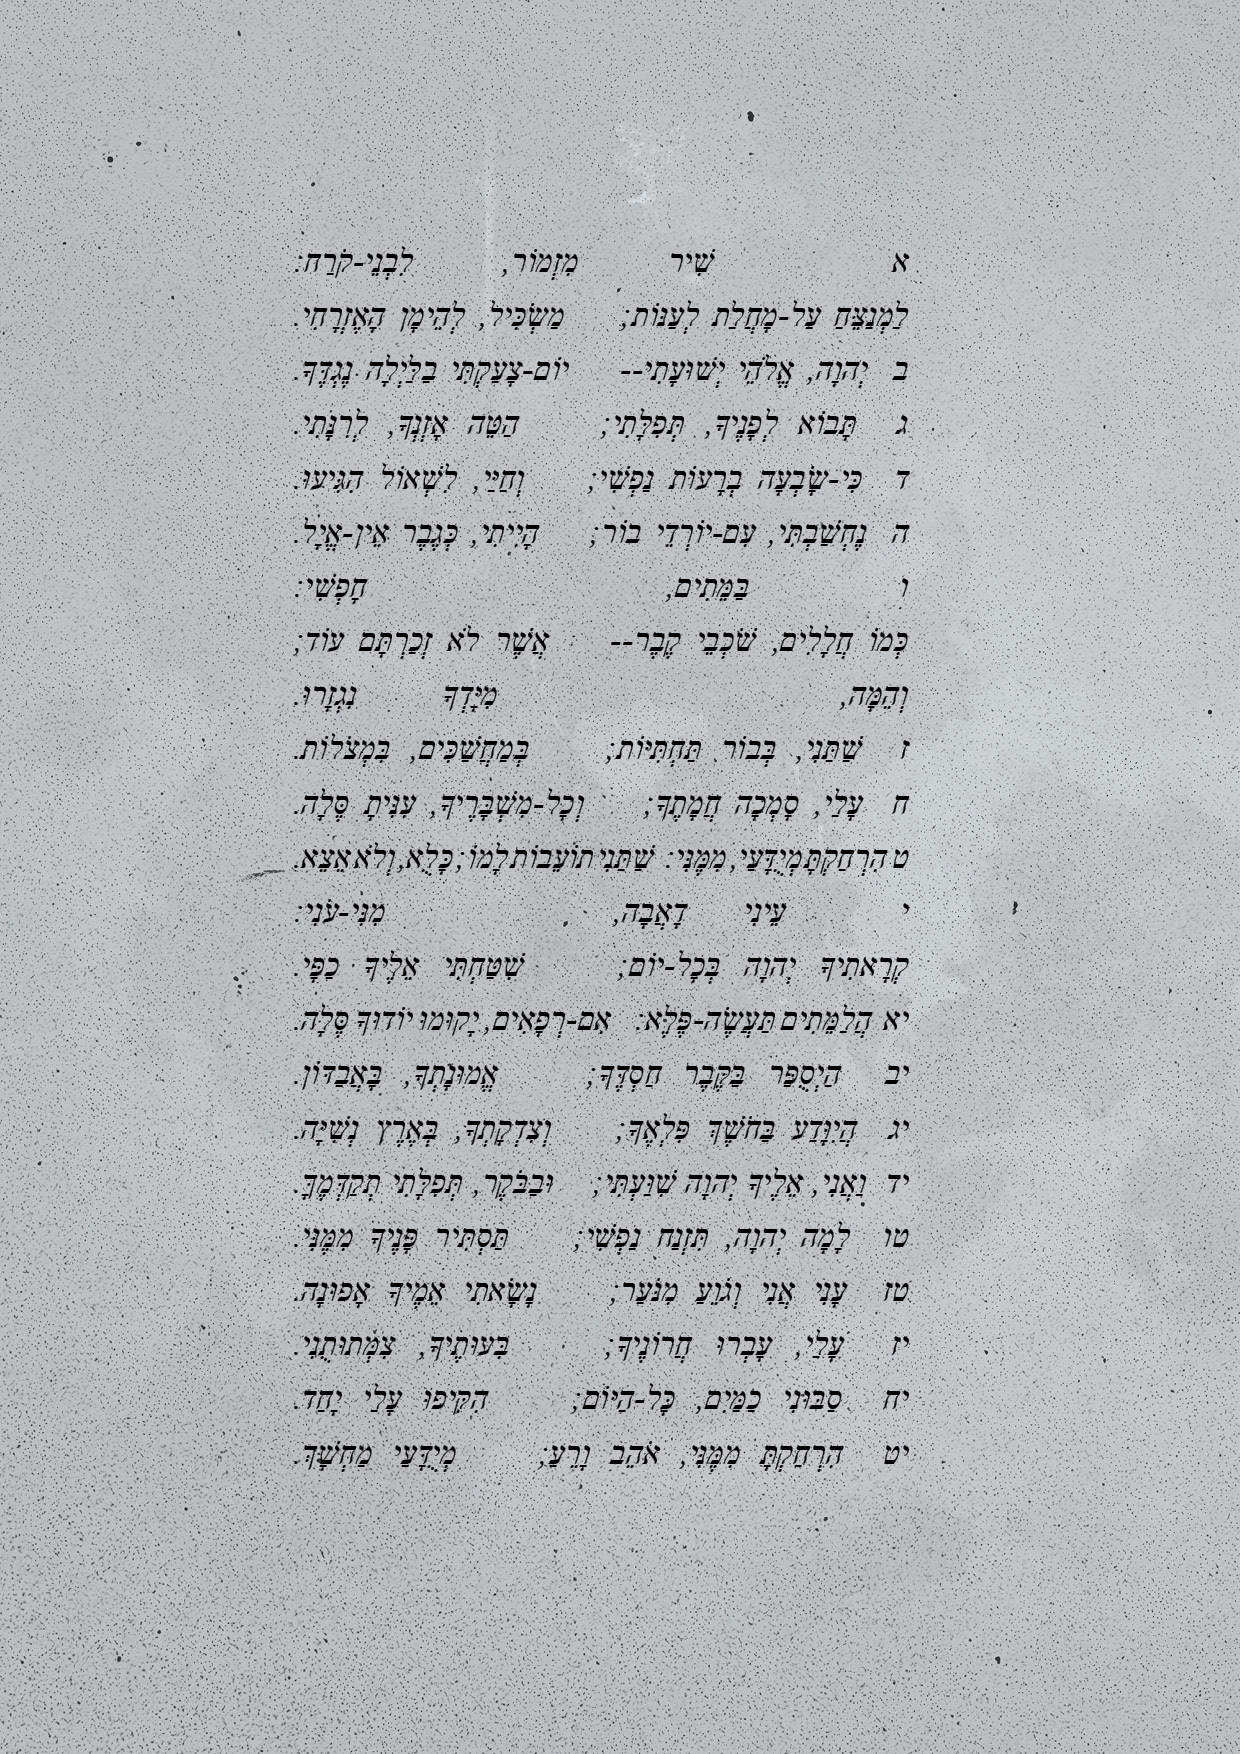 א שִׁיר מִזְמוֹר, לִבְנֵי-קֹרַח:
לַמְנַצֵּחַ עַל-מָחֲלַת לְעַנּוֹת; מַשְׂכִּיל, לְהֵימָן הָאֶזְרָחִי.
ב יְהוָה, אֱלֹהֵי יְשׁוּעָתִי-- יוֹם-צָעַקְתִּי בַלַּיְלָה נֶגְדֶּךָ.
ג תָּבוֹא לְפָנֶיךָ, תְּפִלָּתִי; הַטֵּה אָזְנְךָ, לְרִנָּתִי.
ד כִּי-שָׂבְעָה בְרָעוֹת נַפְשִׁי; וְחַיַּי, לִשְׁאוֹל הִגִּיעוּ.
ה נֶחְשַׁבְתִּי, עִם-יוֹרְדֵי בוֹר; הָיִיתִי, כְּגֶבֶר אֵין-אֱיָל.
ו בַּמֵּתִים, חָפְשִׁי:
כְּמוֹ חֲלָלִים, שֹׁכְבֵי קֶבֶר-- אֲשֶׁר לֹא זְכַרְתָּם עוֹד;
וְהֵמָּה, מִיָּדְךָ נִגְזָרוּ.
ז שַׁתַּנִי, בְּבוֹר תַּחְתִּיּוֹת; בְּמַחֲשַׁכִּים, בִּמְצֹלוֹת.
ח עָלַי, סָמְכָה חֲמָתֶךָ; וְכָל-מִשְׁבָּרֶיךָ, עִנִּיתָ סֶּלָה.
ט הִרְחַקְתָּ מְיֻדָּעַי, מִמֶּנִּי: שַׁתַּנִי תוֹעֵבוֹת לָמוֹ; כָּלֻא, וְלֹא אֵצֵא.
י עֵינִי דָאֲבָה, מִנִּי-עֹנִי:
קְרָאתִיךָ יְהוָה בְּכָל-יוֹם; שִׁטַּחְתִּי אֵלֶיךָ כַפָּי.
יא הֲלַמֵּתִים תַּעֲשֶׂה-פֶּלֶא: אִם-רְפָאִים, יָקוּמוּ יוֹדוּךָ סֶּלָה.
יב הַיְסֻפַּר בַּקֶּבֶר חַסְדֶּךָ; אֱמוּנָתְךָ, בָּאֲבַדּוֹן.
יג הֲיִוָּדַע בַּחֹשֶׁךְ פִּלְאֶךָ; וְצִדְקָתְךָ, בְּאֶרֶץ נְשִׁיָּה.
יד וַאֲנִי, אֵלֶיךָ יְהוָה שִׁוַּעְתִּי; וּבַבֹּקֶר, תְּפִלָּתִי תְקַדְּמֶךָּ.
טו לָמָה יְהוָה, תִּזְנַח נַפְשִׁי; תַּסְתִּיר פָּנֶיךָ מִמֶּנִּי.
טז עָנִי אֲנִי וְגֹוֵעַ מִנֹּעַר; נָשָׂאתִי אֵמֶיךָ אָפוּנָה.
יז עָלַי, עָבְרוּ חֲרוֹנֶיךָ; בִּעוּתֶיךָ, צִמְּתוּתֻנִי.
יח סַבּוּנִי כַמַּיִם, כָּל-הַיּוֹם; הִקִּיפוּ עָלַי יָחַד.
יט הִרְחַקְתָּ מִמֶּנִּי, אֹהֵב וָרֵעַ; מְיֻדָּעַי מַחְשָׁךְ.